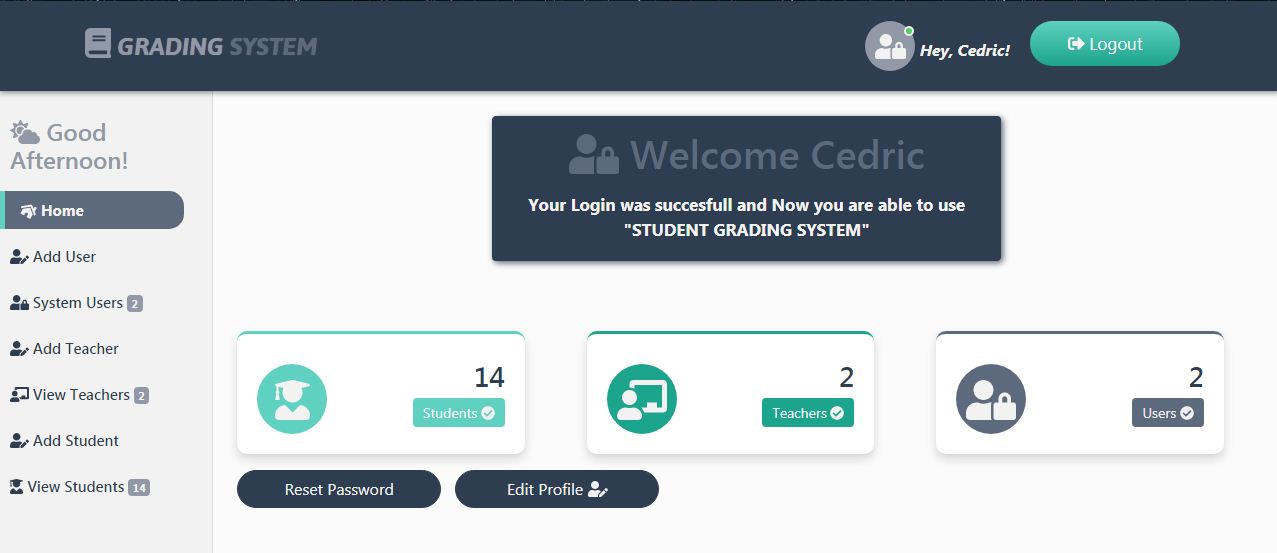 GRADING SYSTEM
Hey, Cedric!
Logout
Good
Afternoon!
Home
Add User
System Users 2
Add Teacher
View Teachers 2
Add Student
View Students 14
Welcome Cedric
Your Login was succesfull and Now you are able to use
"STUDENT GRADING SYSTEM"
14
Students
2
Teachers
2
Users
Reset Password
Edit Profile